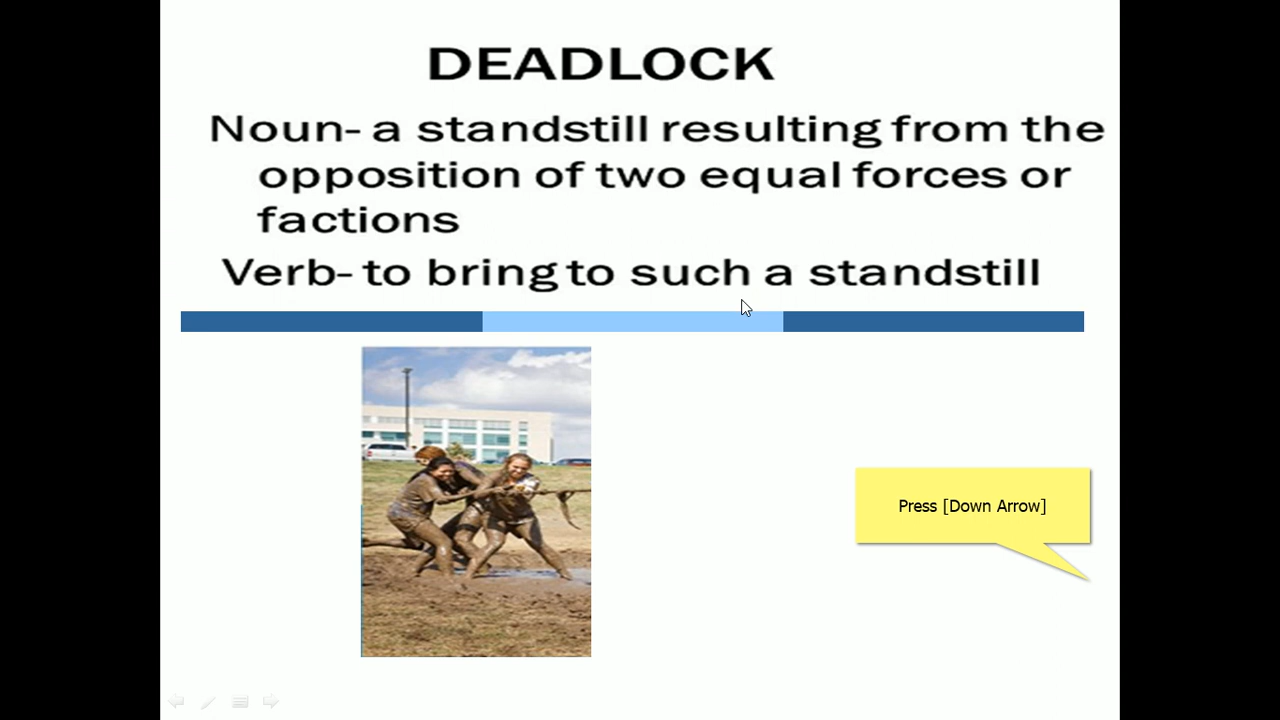 DEADLOCK
Noun- a standstill resulting from the
opposition of two equal forces or
factions
Verb- to bring to such a standstill
Press [Down Arrow]